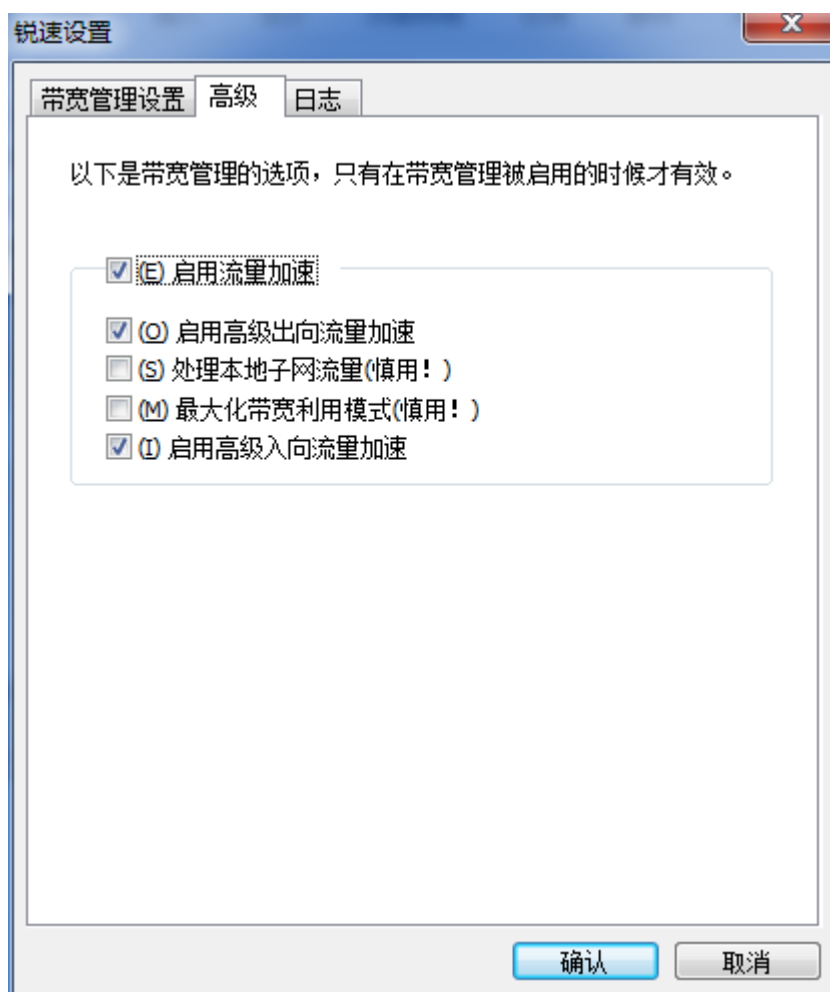 锐速设置
带宽管理设置 高级 日志
以下是带宽管理的选项，只有在带宽管理被启用的时候才有效。
(E) 启用流量加速
(O) 启用高级出向流量加速
(S) 处理本地子网流量(慎用！)
(M) 最大化带宽利用模式(慎用！)
(I) 启用高级入向流量加速
确认 取消